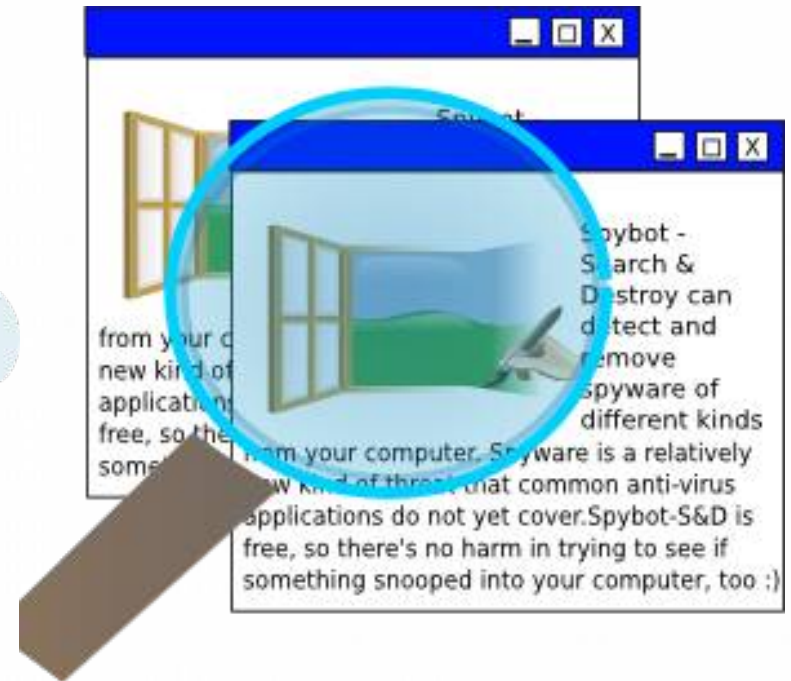 Spybot
from your c
new kind of
applications
free, so the
some
Spybot -
Search &
Destroy can
detect and
remove
spyware of
different kinds
from your computer. Spyware is a relatively
new kind of threat that common anti-virus
applications do not yet cover.Spybot-S&D is
free, so there's no harm in trying to see if
something snooped into your computer, too :)